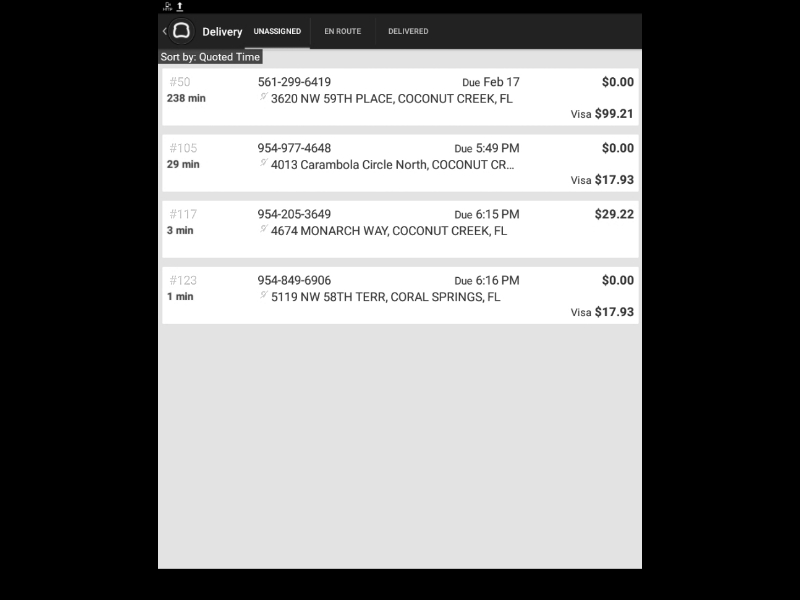 Delivery UNASSIGNED EN ROUTE DELIVERED
Sort by: Quoted Time
#50 561-299-6419 Due Feb 17 $0.00
238 min 3620 NW 59TH PLACE, COCONUT CREEK, FL
Visa $99.21
#105 954-977-4648 Due 5:49 PM $0.00
29 min 4013 Carambola Circle North, COCONUT CR...
Visa $17.93
#117 954-205-3649 Due 6:15 PM $29.22
3 min 4674 MONARCH WAY, COCONUT CREEK, FL
#123 954-849-6906 Due 6:16 PM $0.00
1 min 5119 NW 58TH TERR, CORAL SPRINGS, FL
Visa $17.93